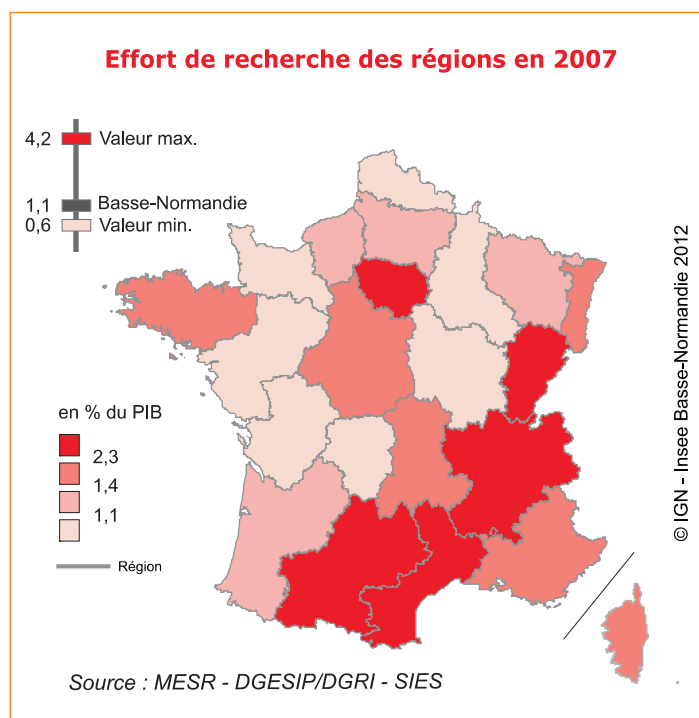 Effort de recherche des régions en 2007
4,2 Valeur max.
1,1 Basse-Normandie
0,6 Valeur min.
© IGN - Insee Basse-Normandie 2012
en % du PIB
2,3
1,4
1,1
Région
Source : MESR - DGESIP/DGRI - SIES